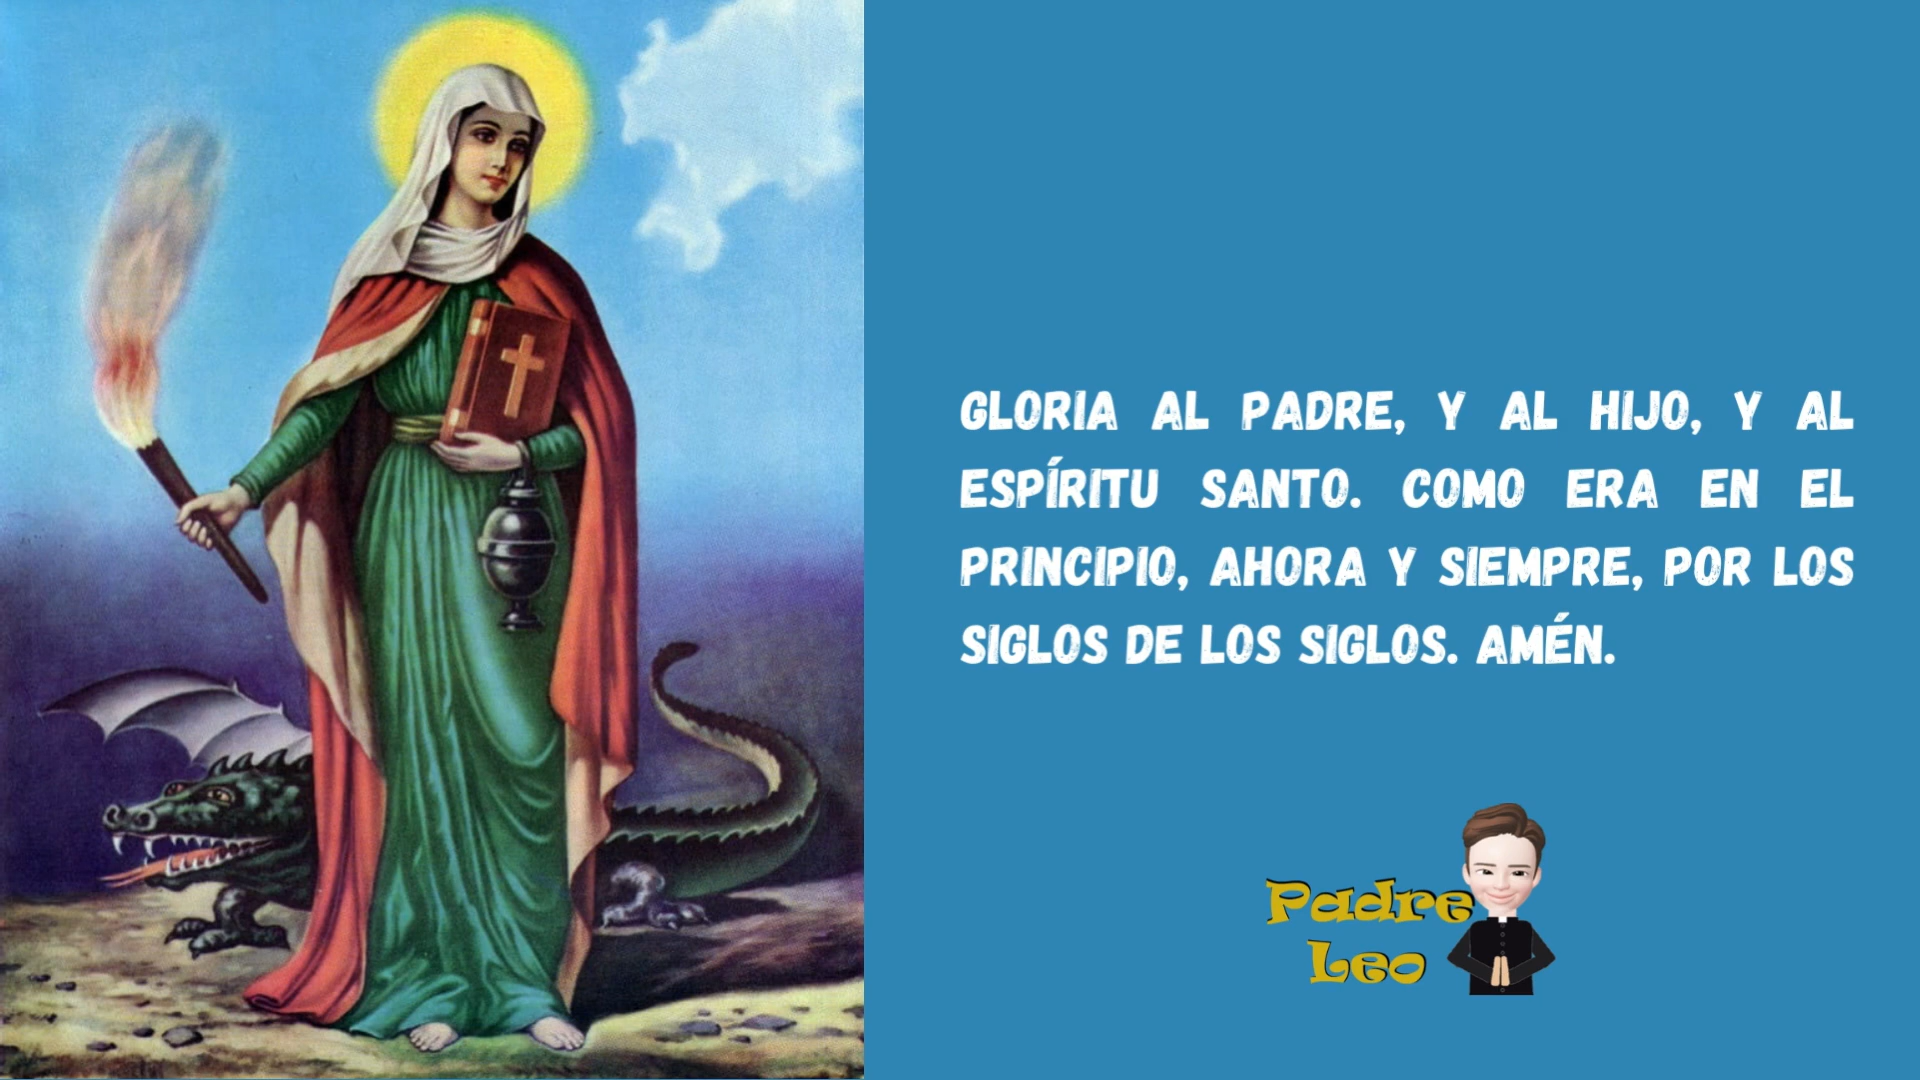 GLORIA AL PADRE, Y AL HIJO, Y AL
ESPÍRITU SANTO. COMO ERA EN EL
PRINCIPIO, AHORA Y SIEMPRE, POR LOS
SIGLOS DE LOS SIGLOS. AMÉN.
Padre
Leo